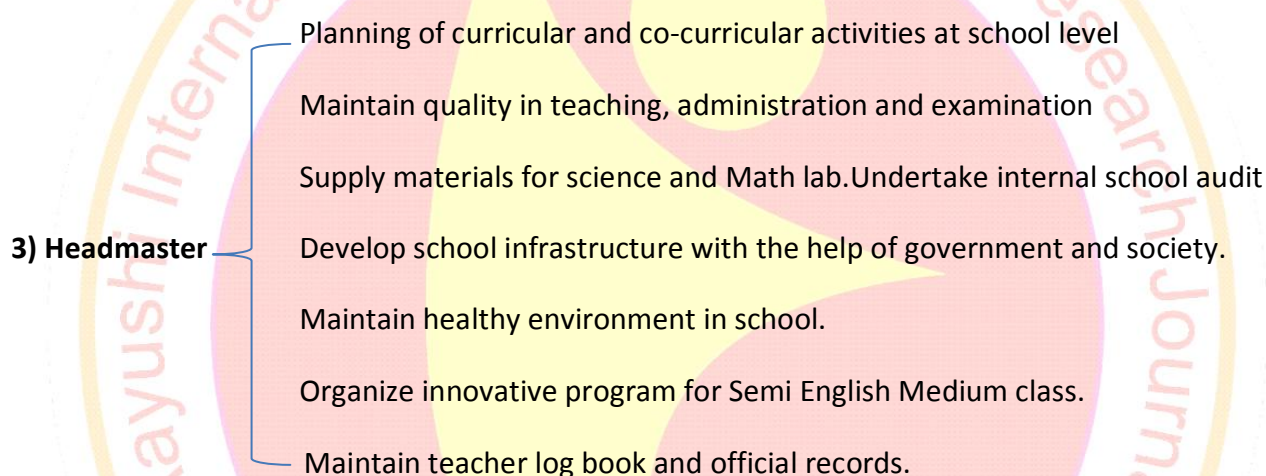 Planning of curricular and co-curricular activities at school level
Maintain quality in teaching, administration and examination
Supply materials for science and Math lab.Undertake internal school audit
3) Headmaster
Develop school infrastructure with the help of government and society.
Maintain healthy environment in school.
Organize innovative program for Semi English Medium class.
Maintain teacher log book and official records.